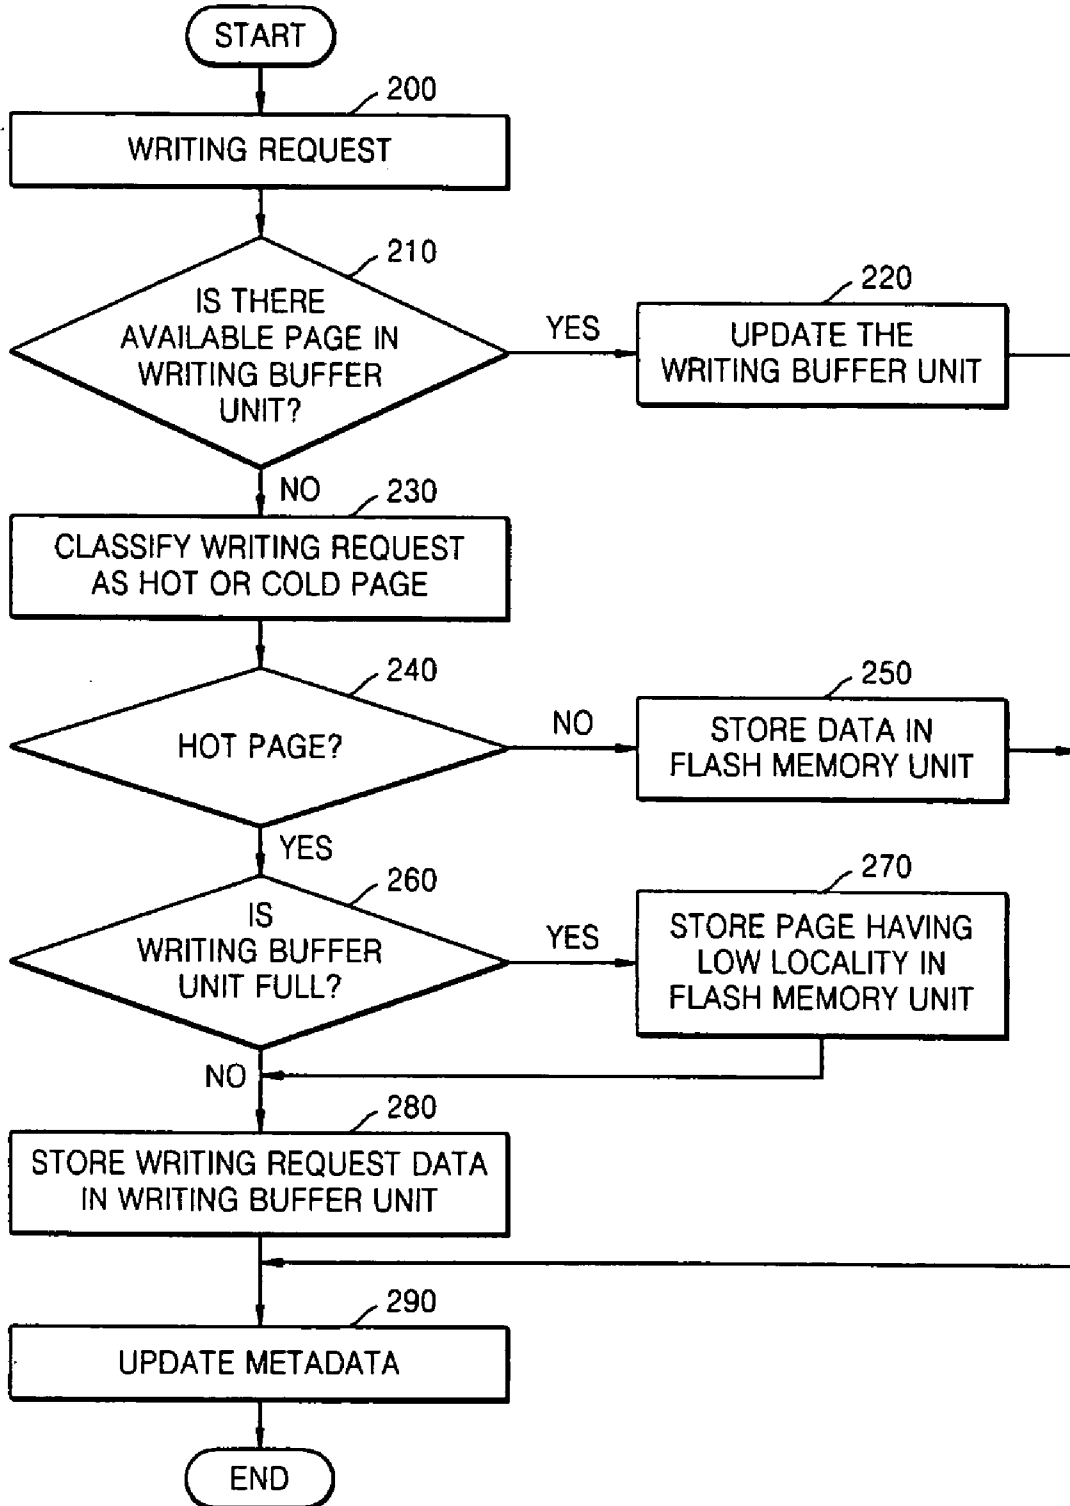 START
200
WRITING REQUEST
210
IS THERE
AVAILABLE PAGE IN
WRITING BUFFER
UNIT?
YES
220
UPDATE THE
WRITING BUFFER UNIT
NO
230
CLASSIFY WRITING REQUEST
AS HOT OR COLD PAGE
240
HOT PAGE?
NO
250
STORE DATA IN
FLASH MEMORY UNIT
YES
260
IS
WRITING BUFFER
UNIT FULL?
YES
270
STORE PAGE HAVING
LOW LOCALITY IN
FLASH MEMORY UNIT
NO
280
STORE WRITING REQUEST DATA
IN WRITING BUFFER UNIT
290
UPDATE METADATA
END